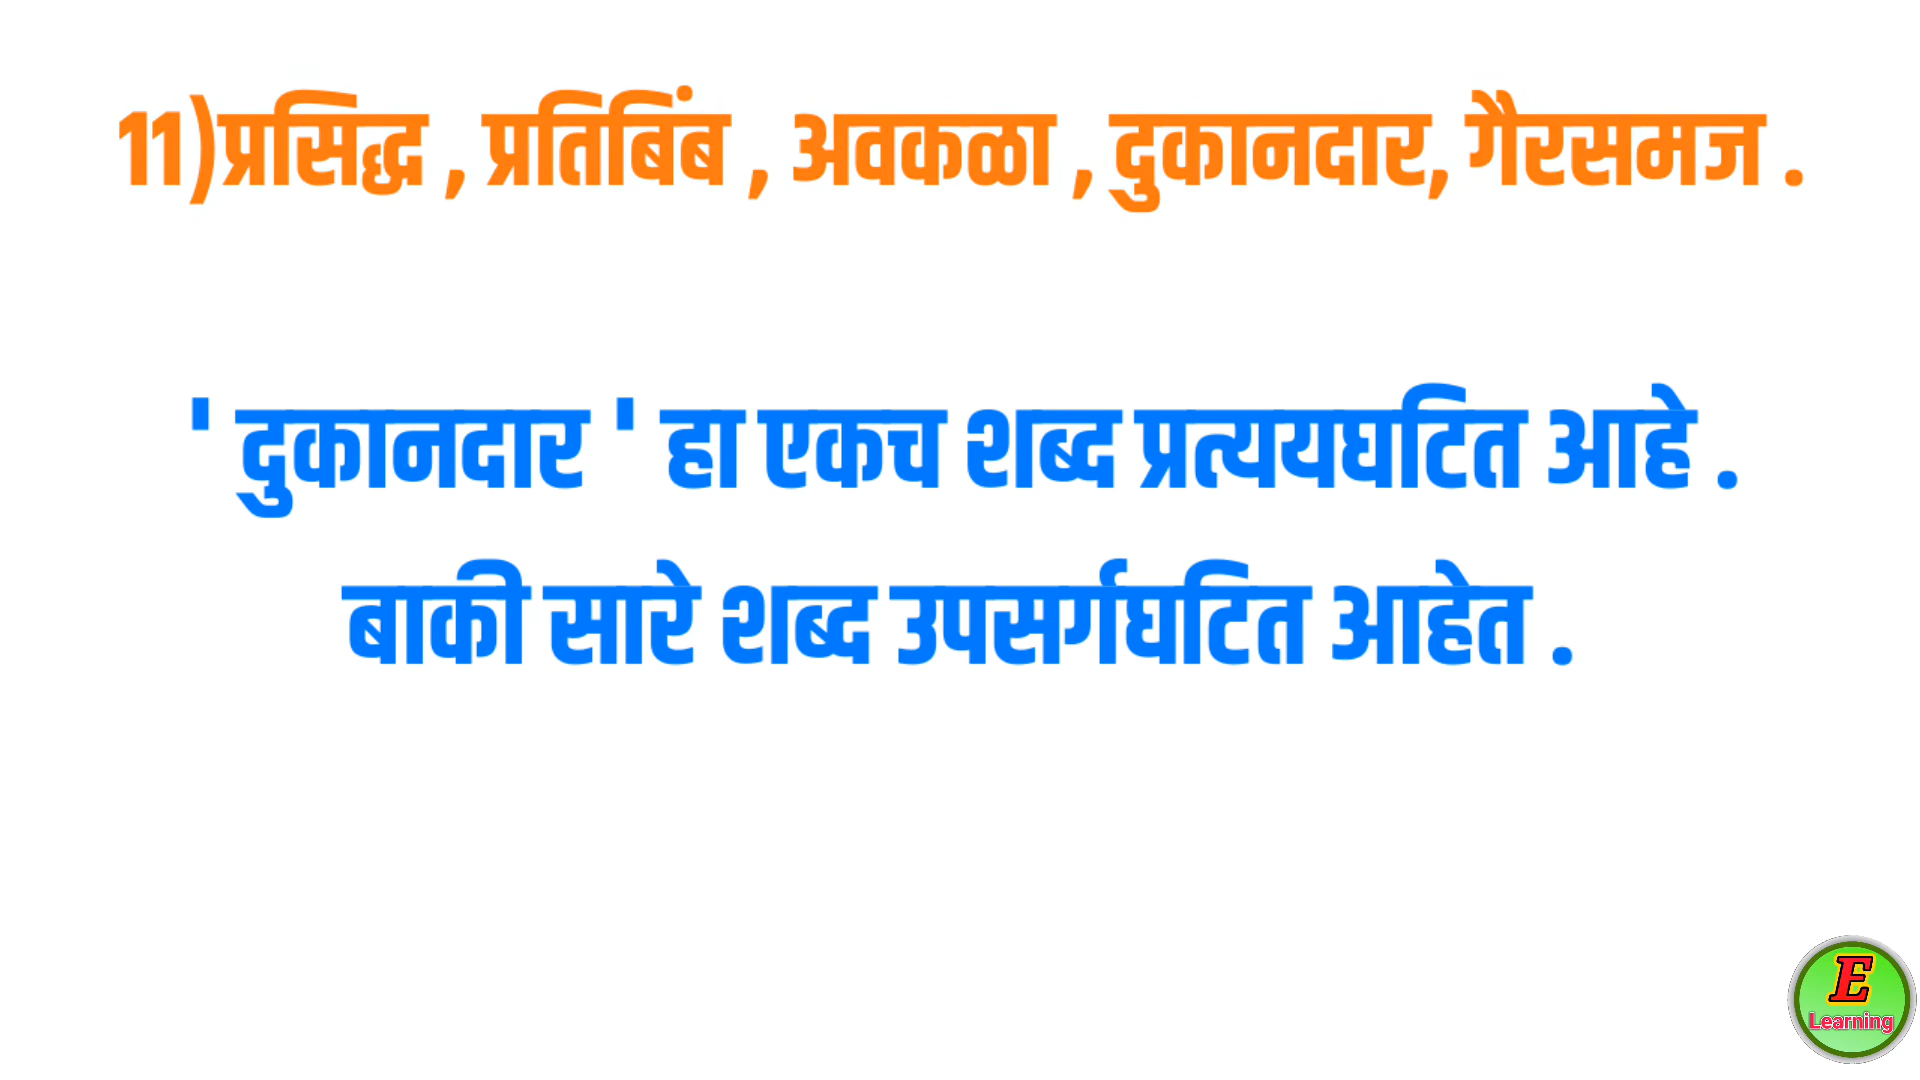 11)प्रसिद्ध , प्रतिबिंब , अवकळा , दुकानदार, गैरसमज .
' दुकानदार ' हा एकच शब्द प्रत्ययघटित आहे .
बाकी सारे शब्द उपसर्गघटित आहेत .
E
Learning